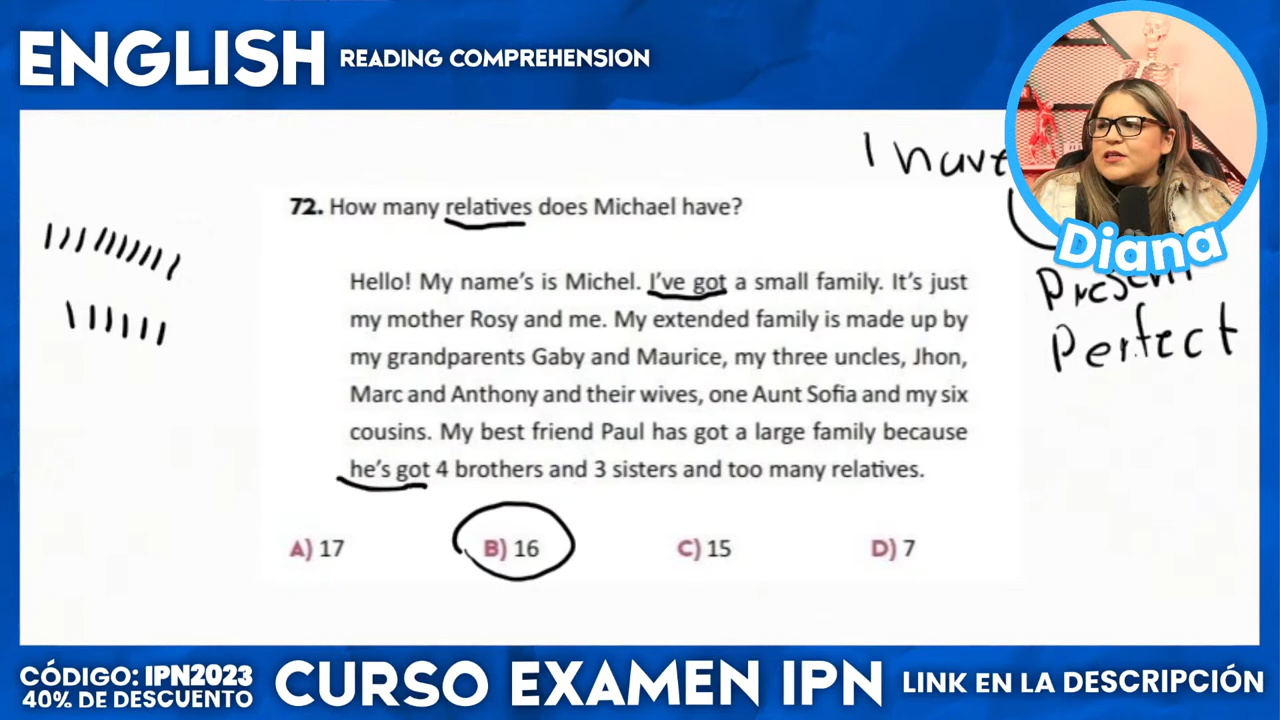 ENGLISH READING COMPREHENSION
I have
72. How many relatives does Michael have?
Diana
Present
Perfect
Hello! My name's is Michel. I've got a small family. It's just
my mother Rosy and me. My extended family is made up by
my grandparents Gaby and Maurice, my three uncles, Jhon,
Marc and Anthony and their wives, one Aunt Sofia and my six
cousins. My best friend Paul has got a large family because
he's got 4 brothers and 3 sisters and too many relatives.
A) 17 B) 16 C) 15 D) 7
CÓDIGO: IPN2023
40% DE DESCUENTO
CURSO EXAMEN IPN
LINK EN LA DESCRIPCIÓN